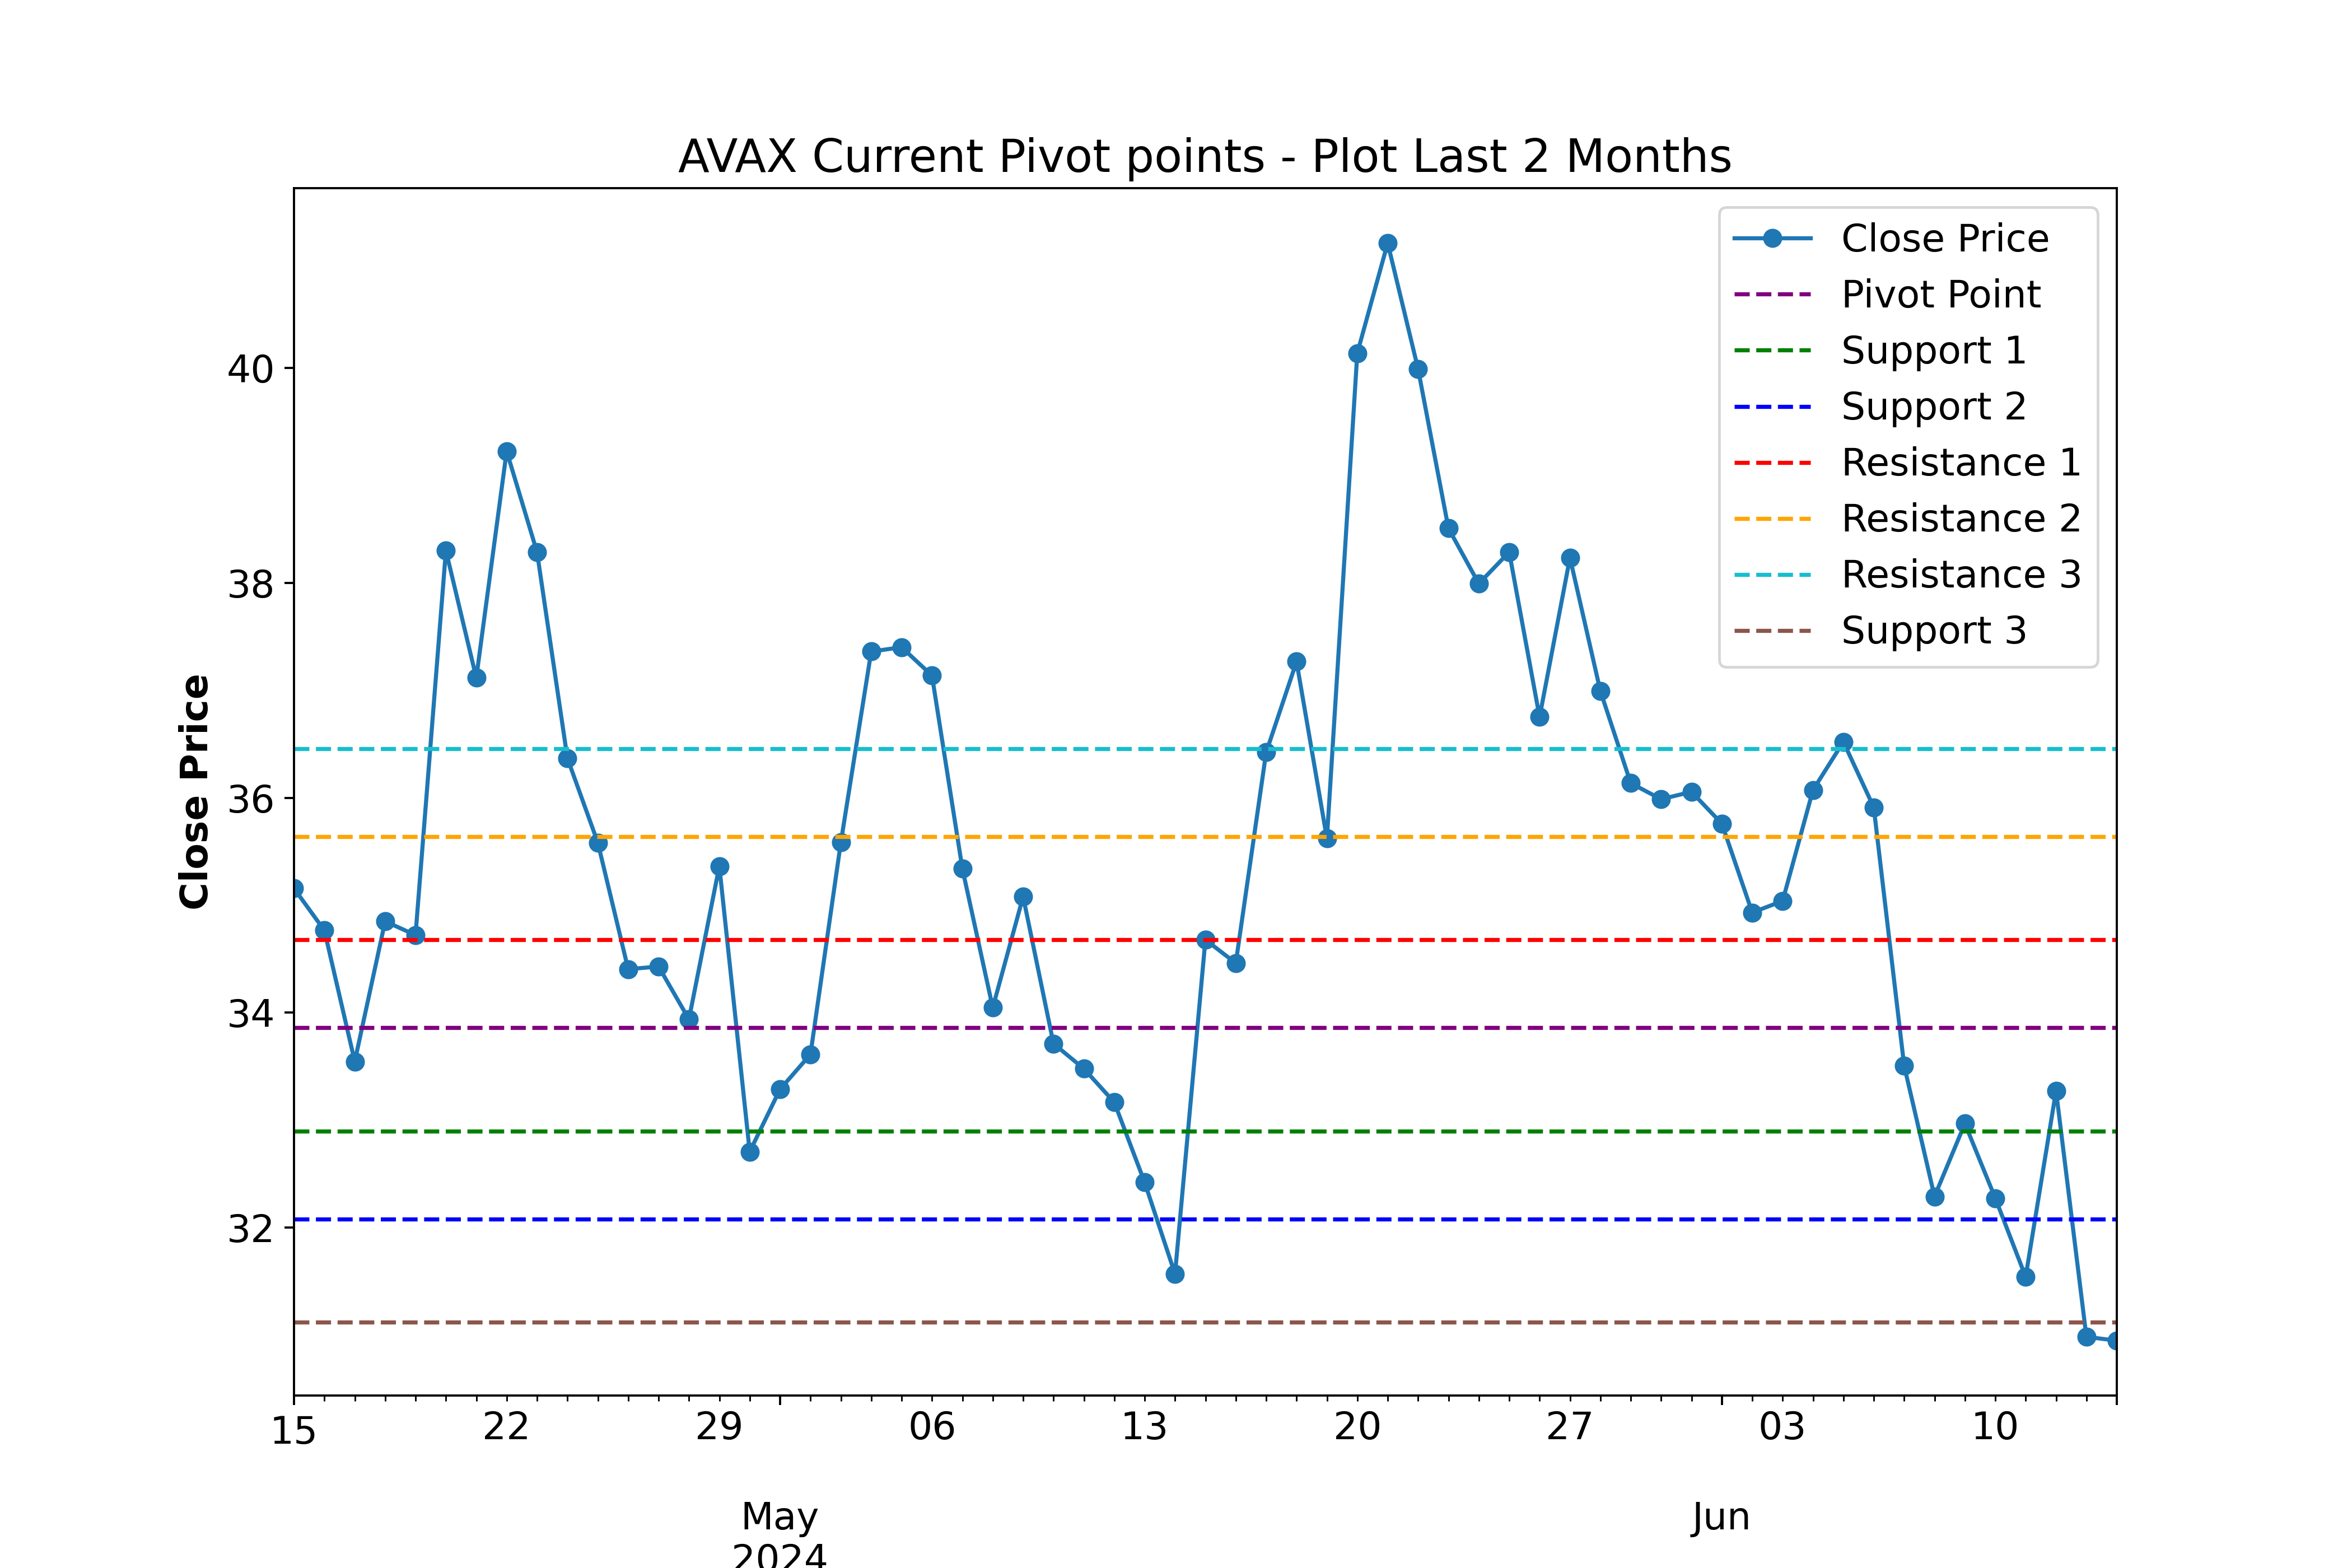 AVAX Current Pivot points - Plot Last 2 Months
Close Price
Pivot Point
Support 1
Support 2
Resistance 1
Resistance 2
Resistance 3
Support 3
Close Price
40
38
36
34
32
15 22 29 06 13 20 27 03 10
May Jun
2024